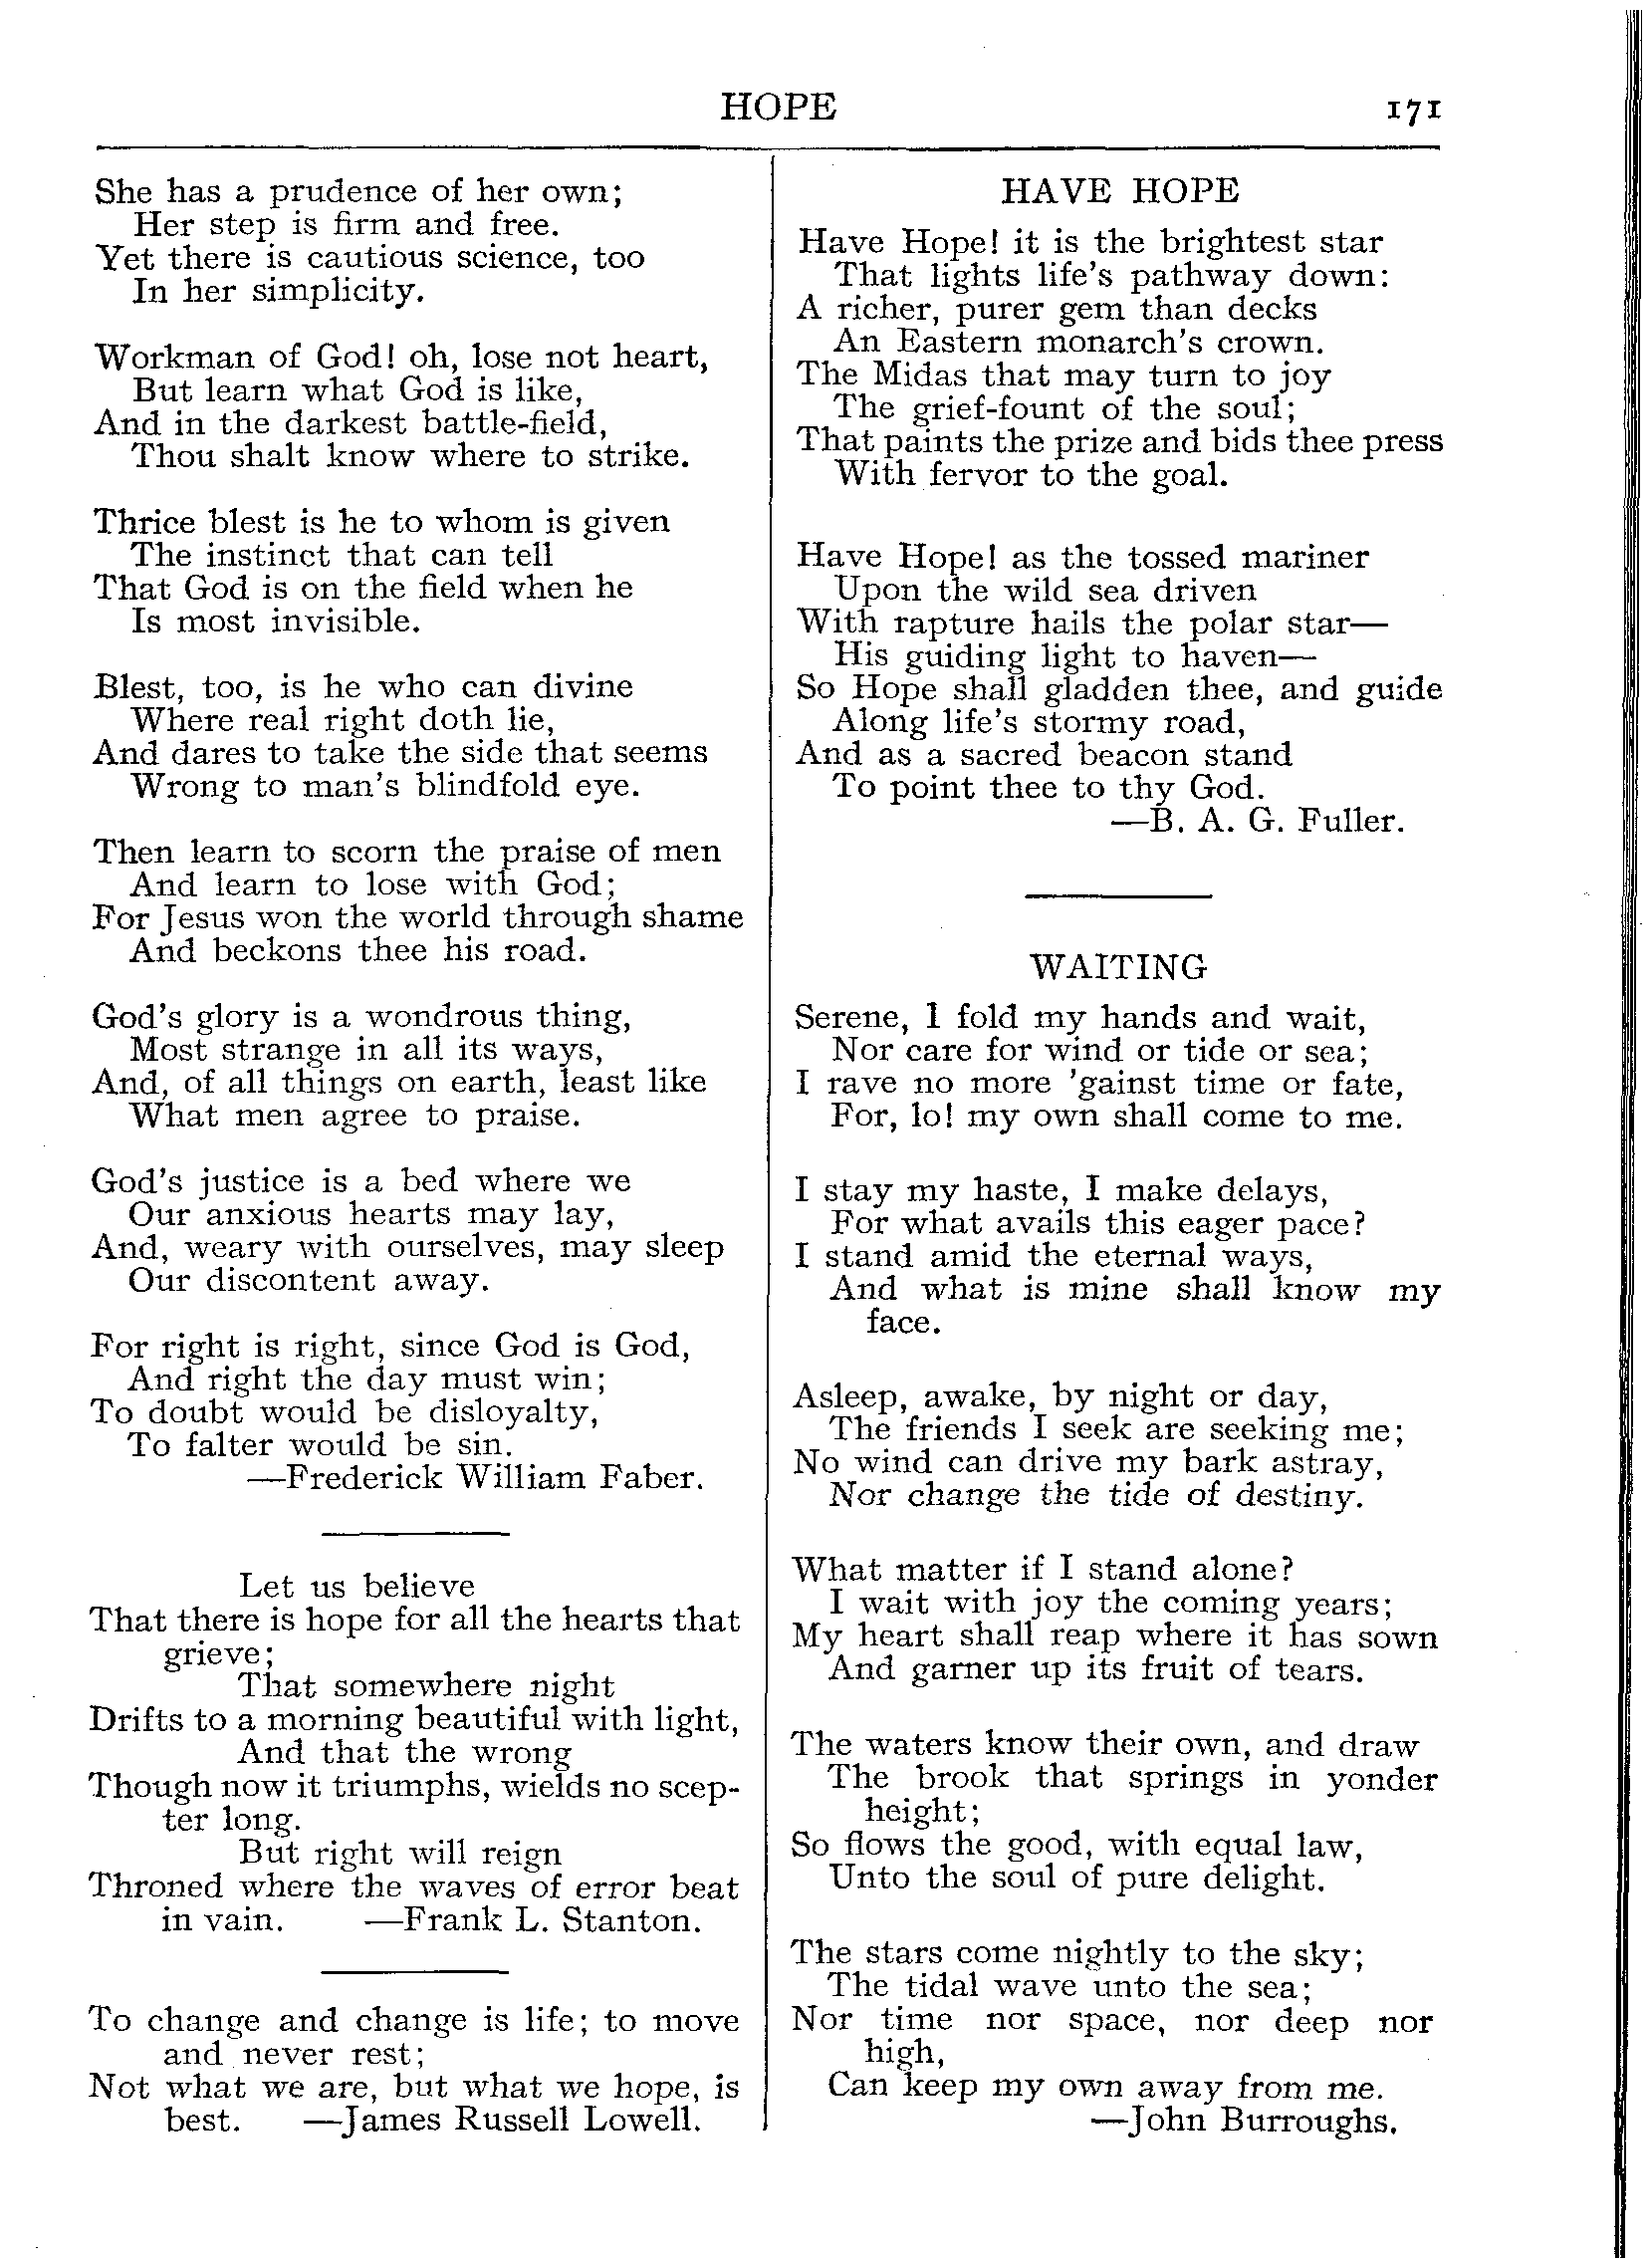 HOPE 171
She has a prudence of her own;
Her step is firm and free.
Yet there is cautious science, too
In her simplicity.
Workman of God! oh, lose not heart,
But learn what God is like,
And in the darkest battle-field,
Thou shalt know where to strike.
Thrice blest is he to whom is given
The instinct that can tell
That God is on the field when he
Is most invisible.
Blest, too, is he who can divine
Where real right doth lie,
And dares to take the side that seems
Wrong to man's blindfold eye.
Then learn to scorn the praise of men
And learn to lose with God;
For Jesus won the world through shame
And beckons thee his road.
God's glory is a wondrous thing,
Most strange in all its ways,
And, of all things on earth, least like
What men agree to praise.
God's justice is a bed where we
Our anxious hearts may lay,
And, weary with ourselves, may sleep
Our discontent away.
For right is right, since God is God,
And right the day must win;
To doubt would be disloyalty,
To falter would be sin.
—Frederick William Faber.
Let us believe
That there is hope for all the hearts that
grieve;
That somewhere night
Drifts to a morning beautiful with light,
And that the wrong
Though now it triumphs, wields no scep-
ter long.
But right will reign
Throned where the waves of error beat
in vain. —Frank L. Stanton.
To change and change is life; to move
and never rest;
Not what we are, but what we hope, is
best. —James Russell Lowell.
HAVE HOPE
Have Hope! it is the brightest star
That lights life's pathway down:
A richer, purer gem than decks
An Eastern monarch's crown.
The Midas that may turn to joy
The grief-fount of the soul;
That paints the prize and bids thee press
With fervor to the goal.
Have Hope! as the tossed mariner
Upon the wild sea driven
With rapture hails the polar star—
His guiding light to haven—
So Hope shall gladden thee, and guide
Along life's stormy road,
And as a sacred beacon stand
To point thee to thy God.
—B. A. G. Fuller.
WAITING
Serene, I fold my hands and wait,
Nor care for wind or tide or sea;
I rave no more 'gainst time or fate,
For, lo! my own shall come to me.
I stay my haste, I make delays,
For what avails this eager pace?
I stand amid the eternal ways,
And what is mine shall know my
face.
Asleep, awake, by night or day,
The friends I seek are seeking me;
No wind can drive my bark astray,
Nor change the tide of destiny.
What matter if I stand alone?
I wait with joy the coming years;
My heart shall reap where it has sown
And garner up its fruit of tears.
The waters know their own, and draw
The brook that springs in yonder
height;
So flows the good, with equal law,
Unto the soul of pure delight.
The stars come nightly to the sky;
The tidal wave unto the sea;
Nor time nor space, nor deep nor
high,
Can keep my own away from me.
—John Burroughs.